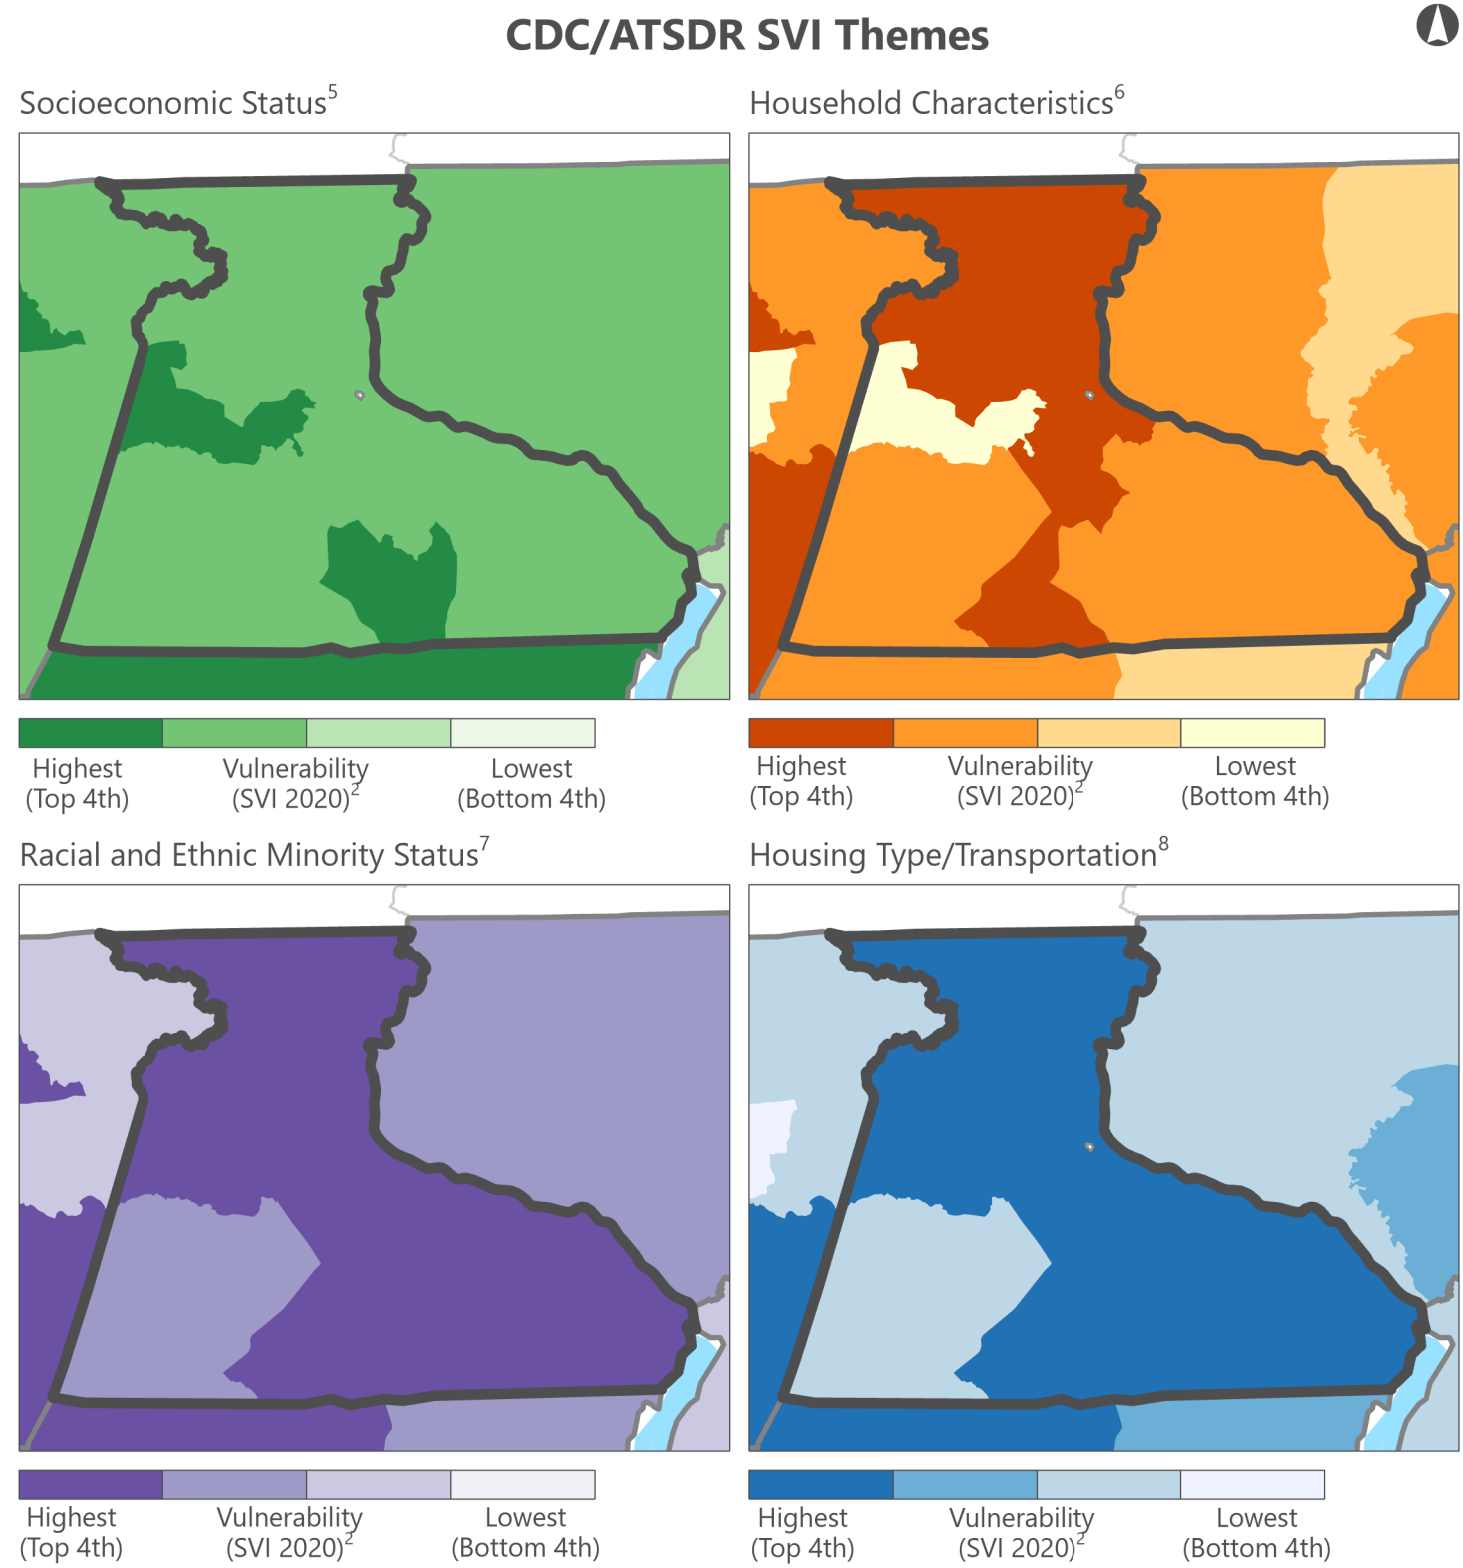 CDC/ATSDR SVI Themes
Socioeconomic Status5
Household Characteristics6
Highest
(Top 4th)
Vulnerability
(SVI 2020)2
Lowest
(Bottom 4th)
Highest
(Top 4th)
Vulnerability
(SVI 2020)2
Lowest
(Bottom 4th)
Racial and Ethnic Minority Status7
Housing Type/Transportation8
Highest
(Top 4th)
Vulnerability
(SVI 2020)2
Lowest
(Bottom 4th)
Highest
(Top 4th)
Vulnerability
(SVI 2020)2
Lowest
(Bottom 4th)